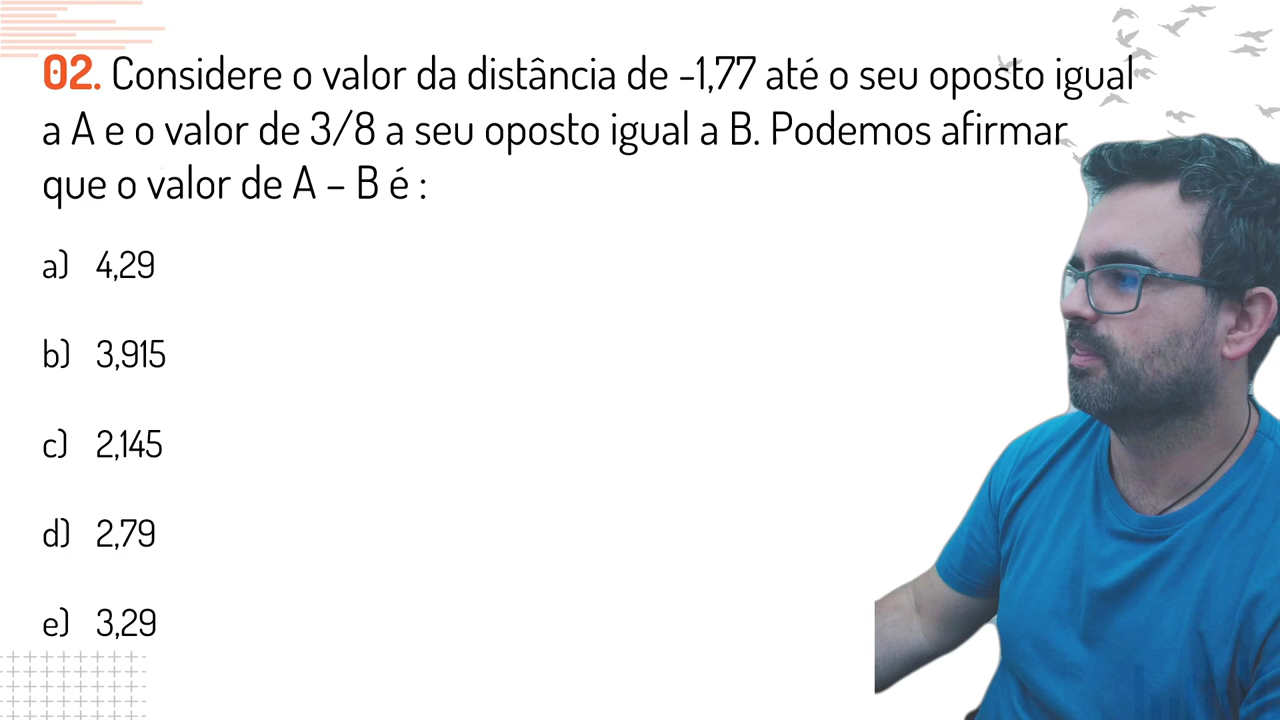 02. Considere o valor da distância de -1,77 até o seu oposto igual
a A e o valor de 3/8 a seu oposto igual a B. Podemos afirmar
que o valor de A – B é :
a) 4,29
b) 3,915
c) 2,145
d) 2,79
e) 3,29